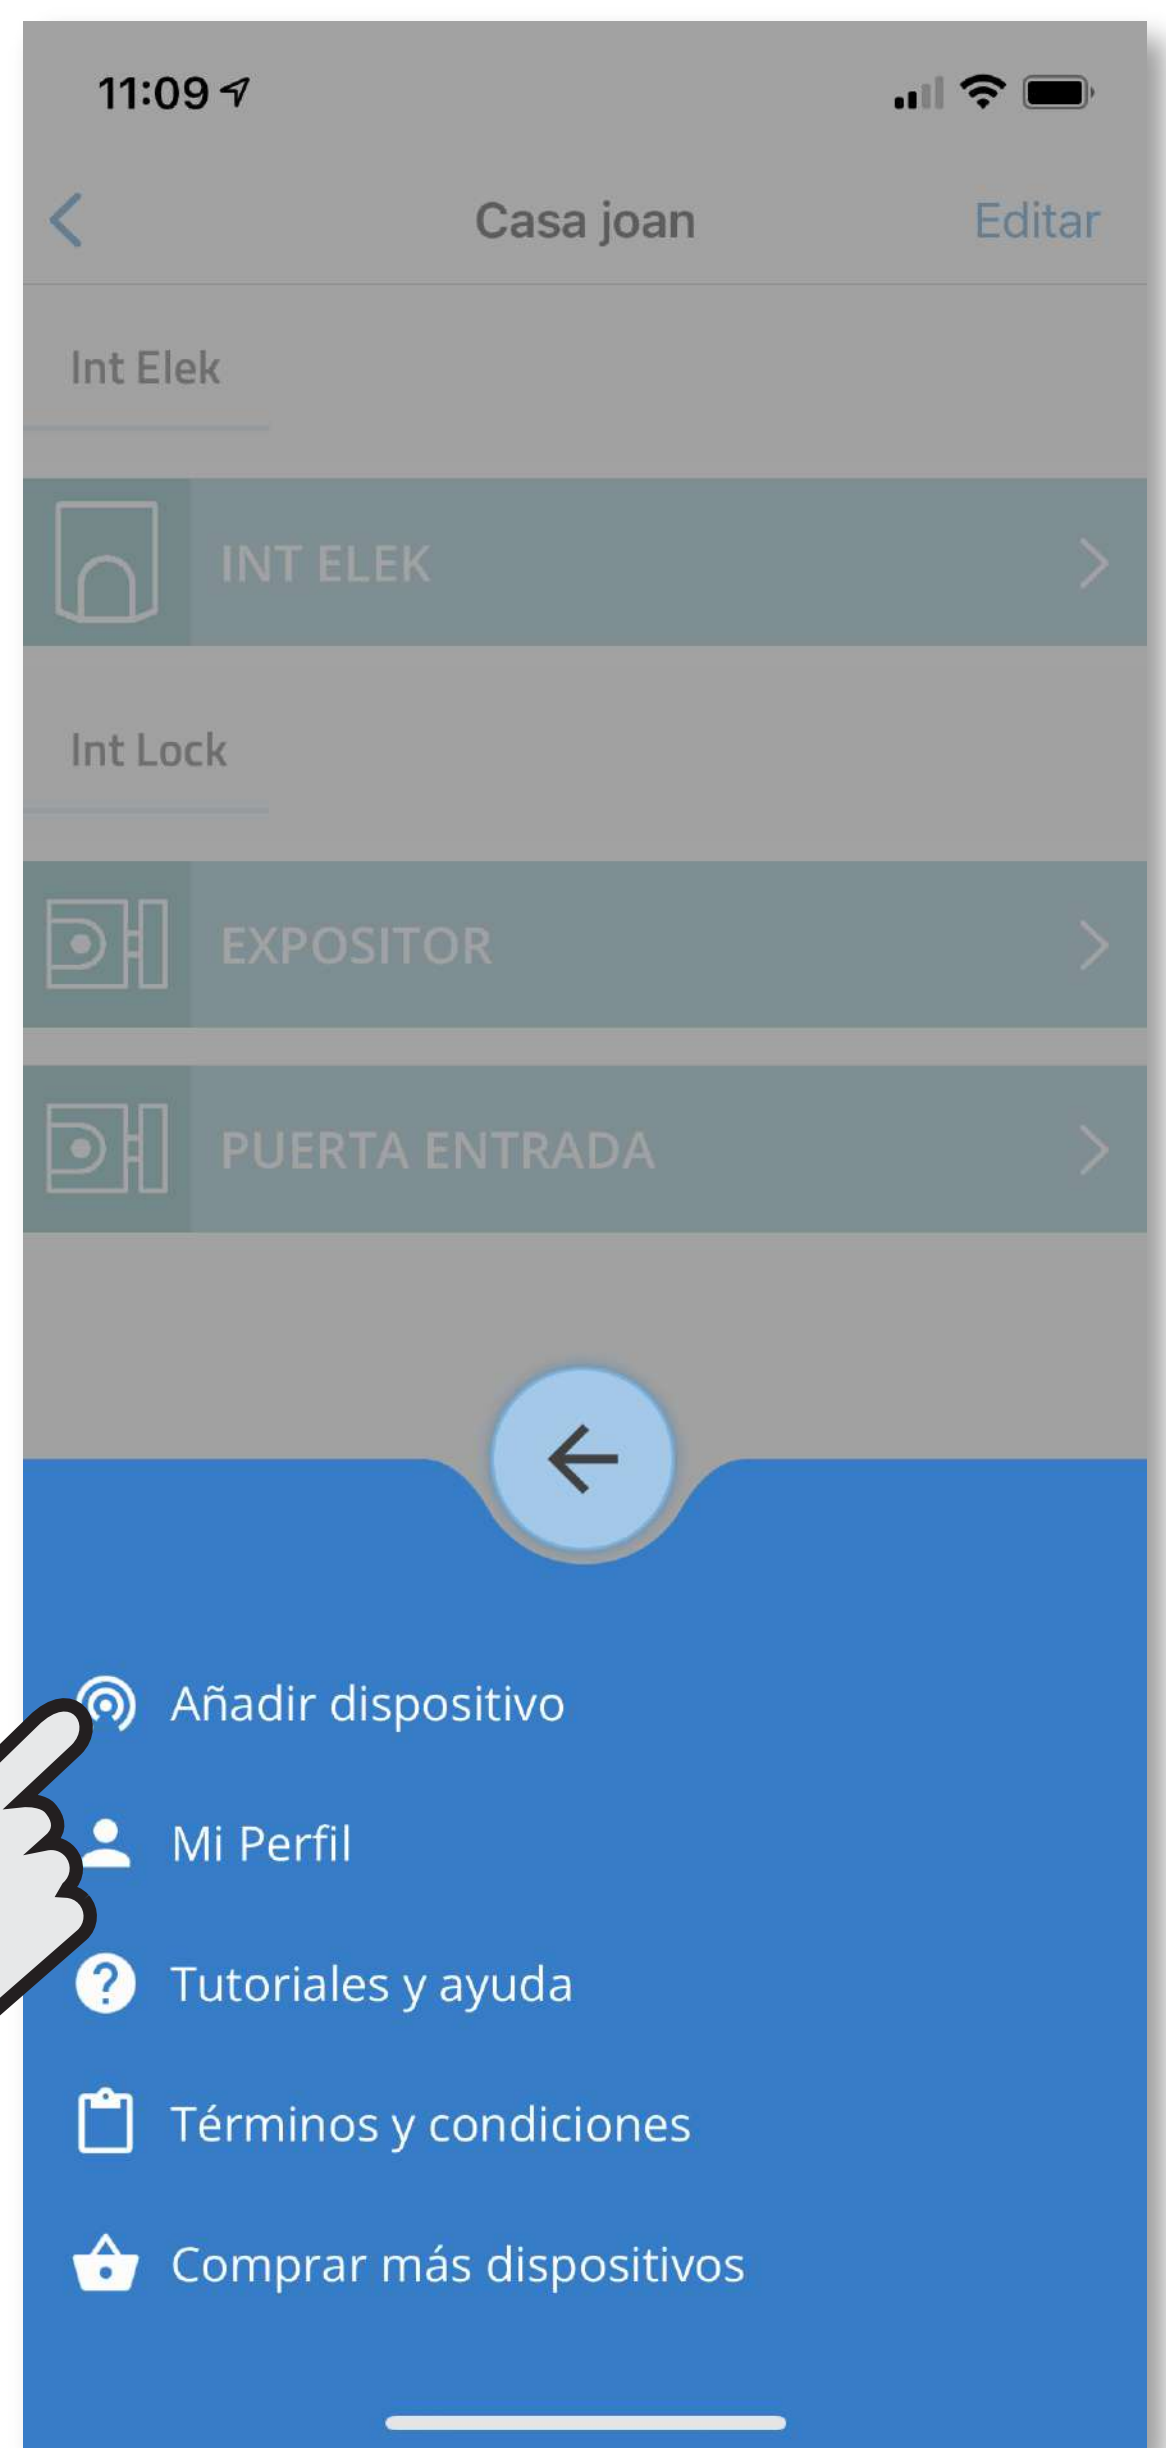 11:09
Casa joan
Editar
Int Elek
INT ELEK
Int Lock
EXPOSITOR
PUERTA ENTRADA
Añadir dispositivo
Mi Perfil
Tutoriales y ayuda
Términos y condiciones
Comprar más dispositivos